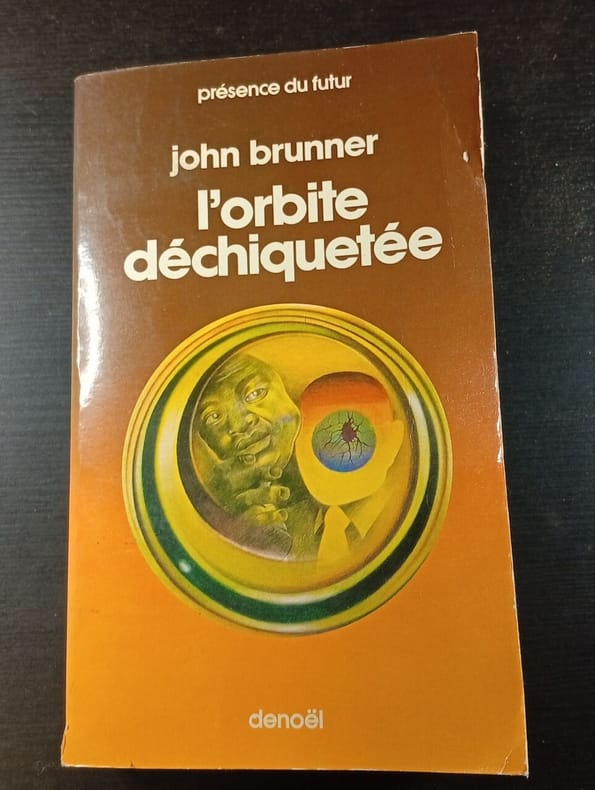 présence du futur
john brunner
l'orbite
déchiquetée
denoël